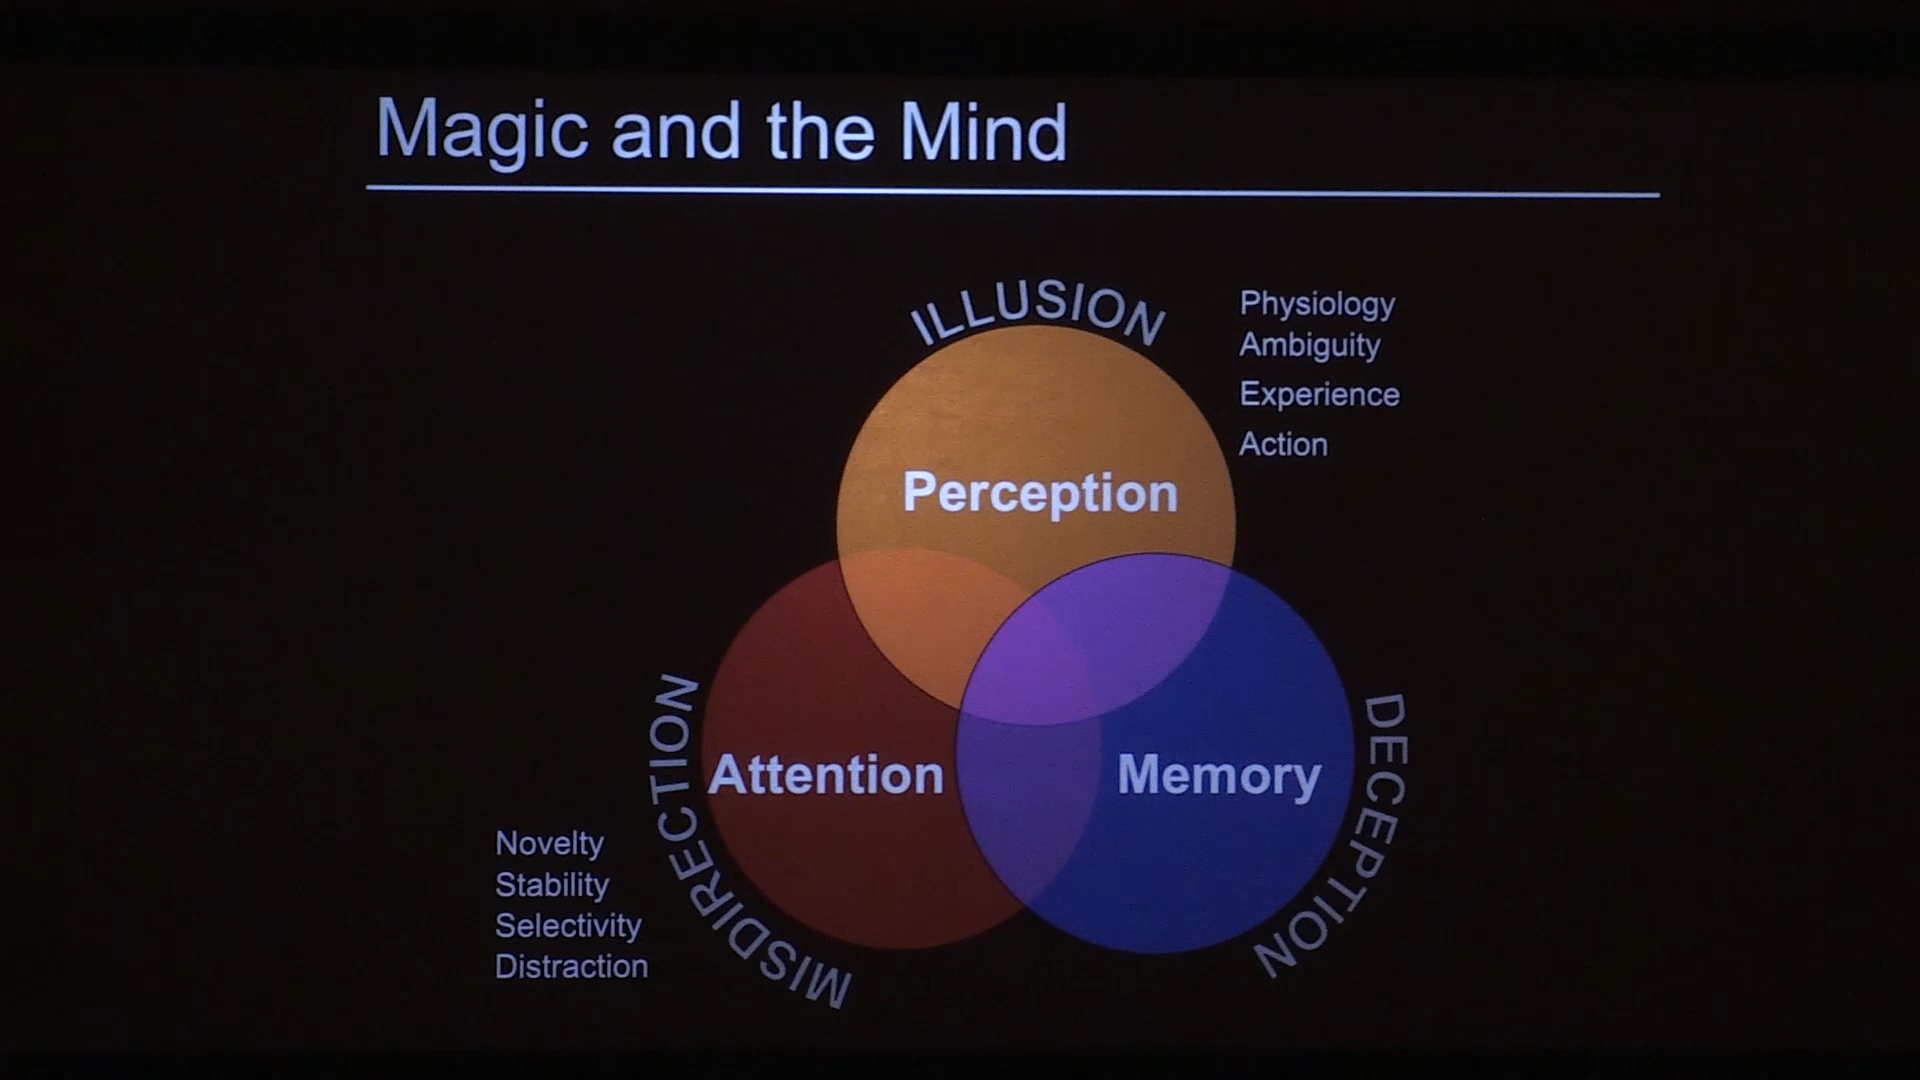 Magic and the Mind
ILLUSION
Physiology
Ambiguity
Experience
Action
Perception
Attention
Memory
MISDIRECTION
DECEPTION
Novelty
Stability
Selectivity
Distraction